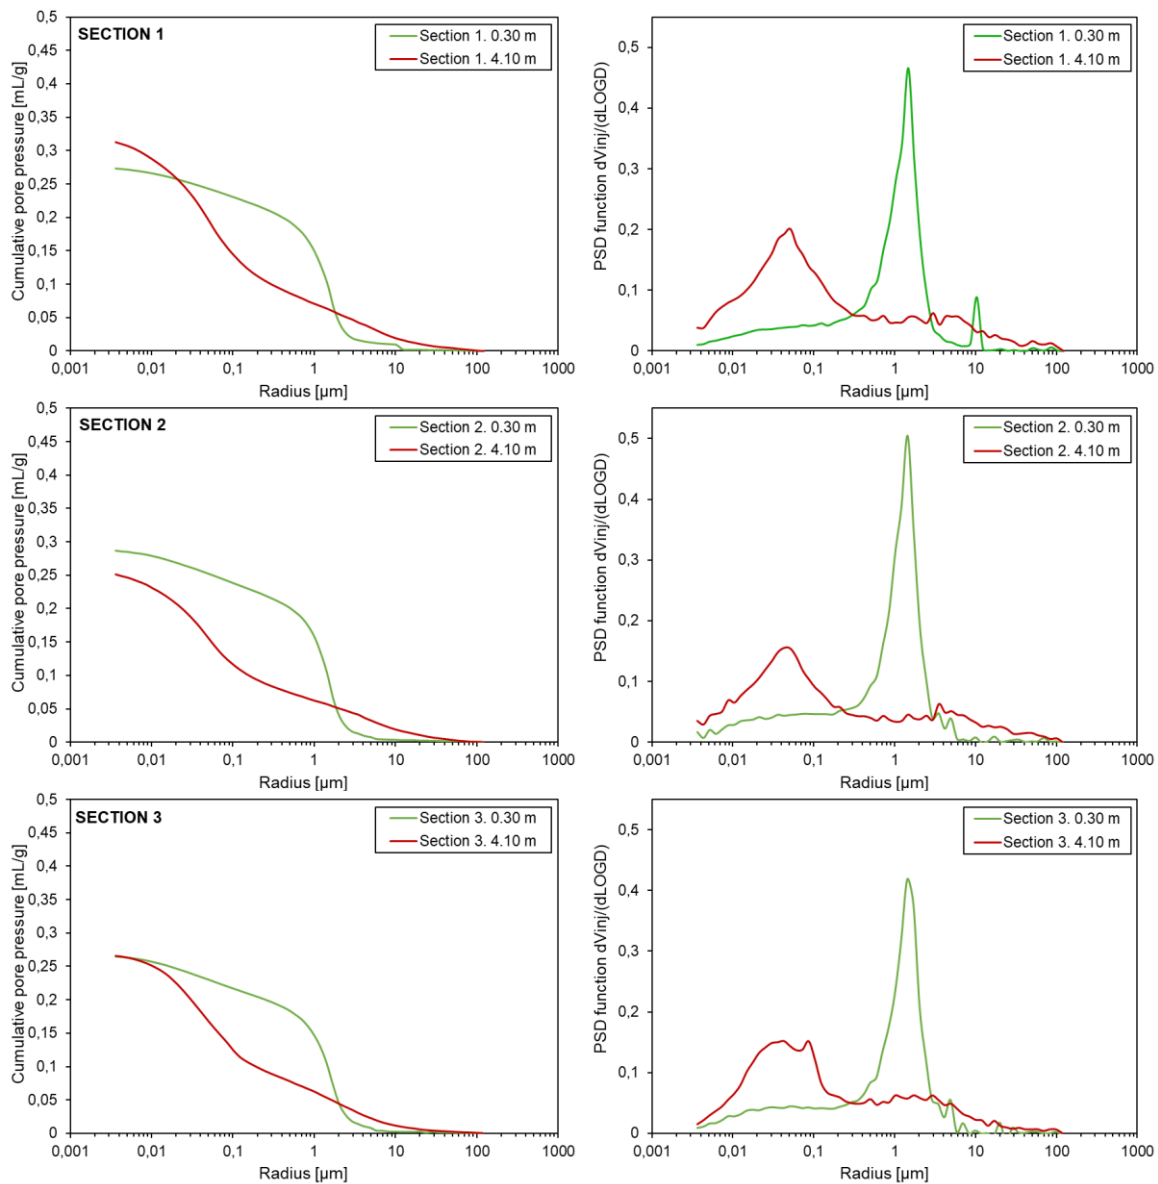 SECTION 1
Section 1. 0.30 m
Section 1. 4.10 m
Cumulative pore pressure [mL/g]
0,5
0,45
0,4
0,35
0,3
0,25
0,2
0,15
0,1
0,05
0
0,001 0,01 0,1 1 10 100 1000
Radius [µm]
Section 1. 0.30 m
Section 1. 4.10 m
PSD function dVinj/(dLOGD)
0,5
0,4
0,3
0,2
0,1
0
0,001 0,01 0,1 1 10 100 1000
Radius [µm]
SECTION 2
Section 2. 0.30 m
Section 2. 4.10 m
Cumulative pore pressure [mL/g]
0,5
0,45
0,4
0,35
0,3
0,25
0,2
0,15
0,1
0,05
0
0,001 0,01 0,1 1 10 100 1000
Radius [µm]
Section 2. 0.30 m
Section 2. 4.10 m
PSD function dVinj/(dLOGD)
0,5
0,4
0,3
0,2
0,1
0
0,001 0,01 0,1 1 10 100 1000
Radius [µm]
SECTION 3
Section 3. 0.30 m
Section 3. 4.10 m
Cumulative pore pressure [mL/g]
0,5
0,45
0,4
0,35
0,3
0,25
0,2
0,15
0,1
0,05
0
0,001 0,01 0,1 1 10 100 1000
Radius [µm]
Section 3. 0.30 m
Section 3. 4.10 m
PSD function dVinj/(dLOGD)
0,5
0,4
0,3
0,2
0,1
0
0,001 0,01 0,1 1 10 100 1000
Radius [µm]